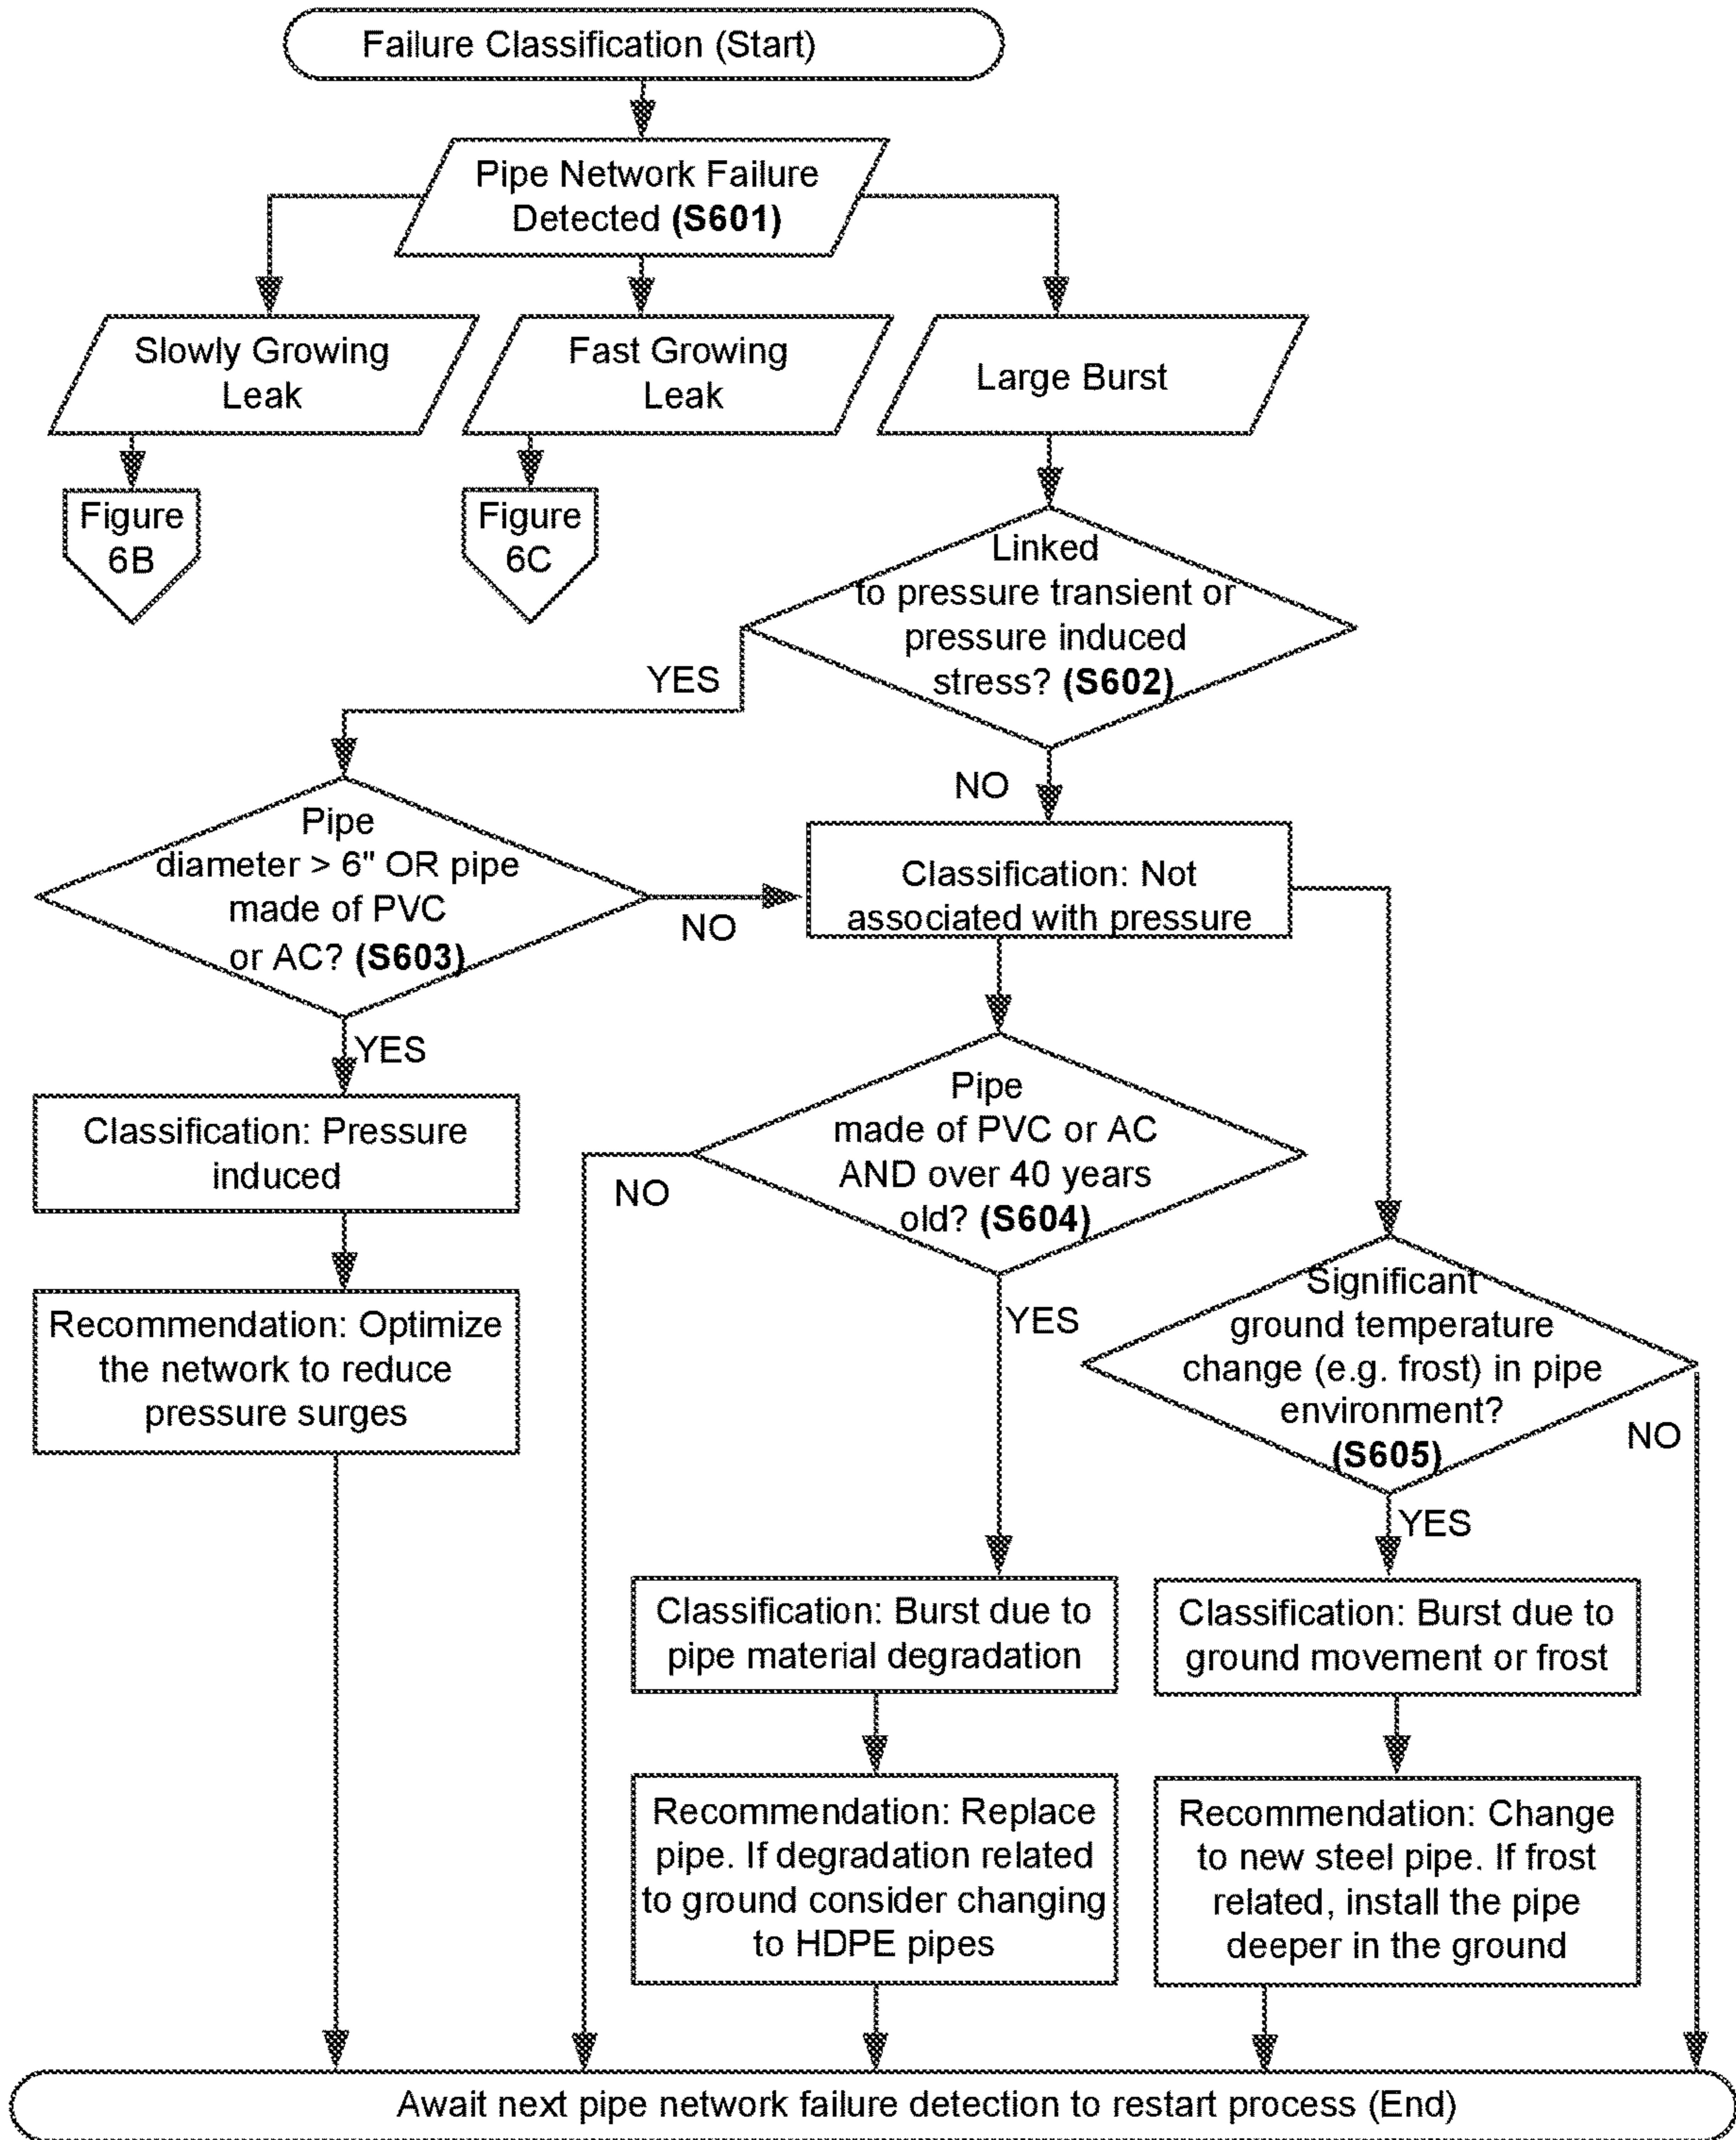 Failure Classification (Start)
Pipe Network Failure
Detected (S601)
Slowly Growing
Leak
Fast Growing
Leak
Large Burst
Figure
6B
Figure
6C
Linked
to pressure transient or
pressure induced
stress? (S602)
YES
NO
Pipe
diameter > 6" OR pipe
made of PVC
or AC? (S603)
NO
Classification: Not
associated with pressure
YES
Classification: Pressure
induced
Pipe
made of PVC or AC
AND over 40 years
old? (S604)
NO
YES
Recommendation: Optimize
the network to reduce
pressure surges
Significant
ground temperature
change (e.g. frost) in pipe
environment?
(S605)
NO
YES
Classification: Burst due to
pipe material degradation
Classification: Burst due to
ground movement or frost
Recommendation: Replace
pipe. If degradation related
to ground consider changing
to HDPE pipes
Recommendation: Change
to new steel pipe. If frost
related, install the pipe
deeper in the ground
Await next pipe network failure detection to restart process (End)